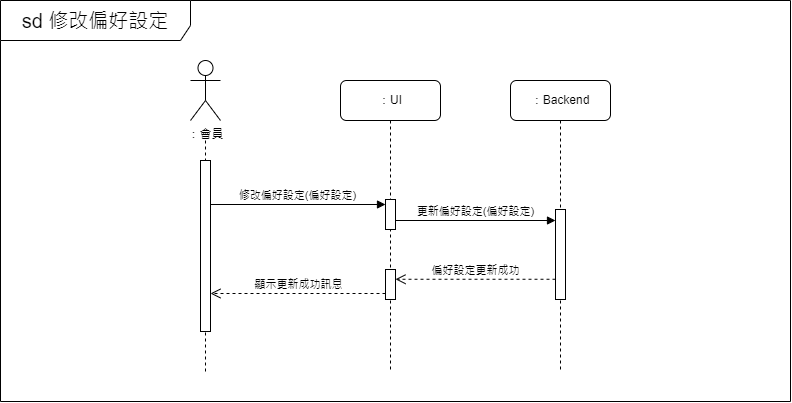 sd 修改偏好設定
：會員
：UI
：Backend
修改偏好設定(偏好設定)
更新偏好設定(偏好設定)
偏好設定更新成功
顯示更新成功訊息